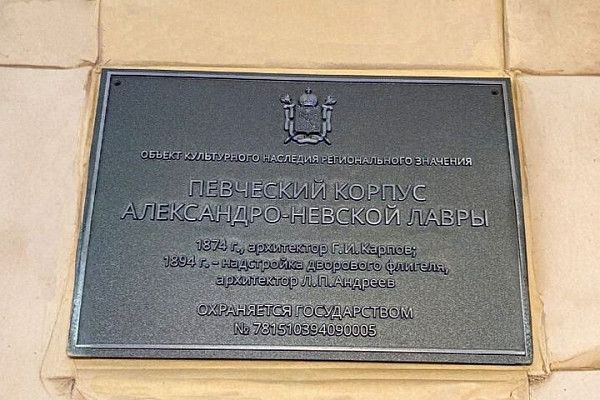 ОБЪЕКТ КУЛЬТУРНОГО НАСЛЕДИЯ РЕГИОНАЛЬНОГО ЗНАЧЕНИЯ
ПЕВЧЕСКИЙ КОРПУС
АЛЕКСАНДРО-НЕВСКОЙ ЛАВРЫ
1874 г., архитектор Г.И.Карпов;
1894 г. – надстройка дворового флигеля,
архитектор Л.П.Андреев
ОХРАНЯЕТСЯ ГОСУДАРСТВОМ
№ 781510394090005